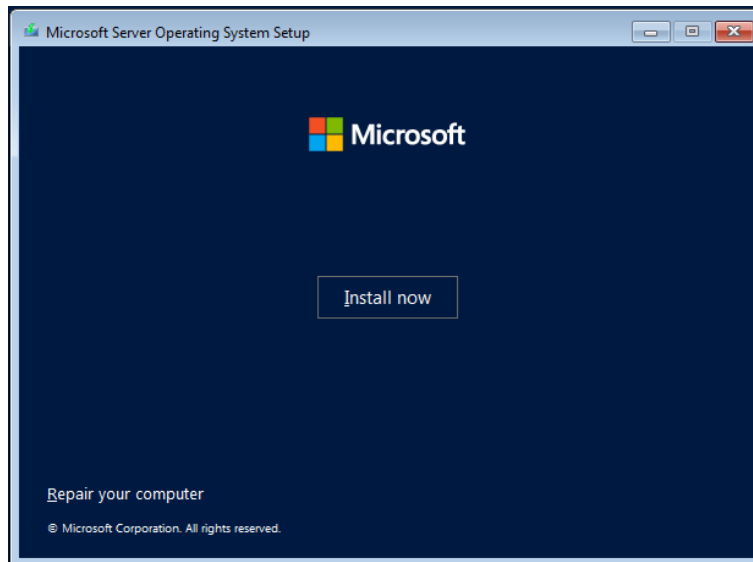 Microsoft Server Operating System Setup
Microsoft
Install now
Repair your computer
© Microsoft Corporation. All rights reserved.